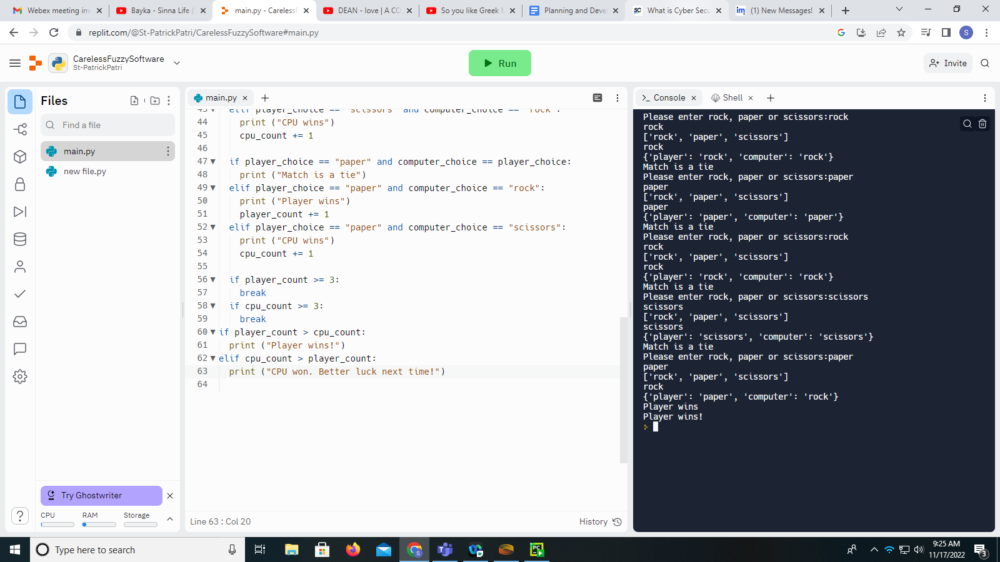 Webex meeting inv
Bayka - Sinna Life (
main.py - Careless
DEAN - love | A CO
So you like Greek M
Planning and Deve
What is Cyber Secu
(1) New Messages!
replit.com/@St-PatrickPatri/CarelessFuzzySoftware#main.py
S
CarelessFuzzySoftware
St-PatrickPatri
Run
Invite
Files
Find a file
main.py
new file.py
Try Ghostwriter
CPU RAM Storage
main.py
43 elif player_choice == "scissors" and computer_choice == "rock":
44 print ("CPU wins")
45 cpu_count += 1
46
47 if player_choice == "paper" and computer_choice == player_choice:
48 print ("Match is a tie")
49 elif player_choice == "paper" and computer_choice == "rock":
50 print ("Player wins")
51 player_count += 1
52 elif player_choice == "paper" and computer_choice == "scissors":
53 print ("CPU wins")
54 cpu_count += 1
55
56 if player_count >= 3:
57 break
58 if cpu_count >= 3:
59 break
60 if player_count > cpu_count:
61 print ("Player wins!")
62 elif cpu_count > player_count:
63 print ("CPU won. Better luck next time!")
64
Line 63 : Col 20
History
Console
Shell
Please enter rock, paper or scissors:rock
rock
['rock', 'paper', 'scissors']
rock
{'player': 'rock', 'computer': 'rock'}
Match is a tie
Please enter rock, paper or scissors:paper
paper
['rock', 'paper', 'scissors']
paper
{'player': 'paper', 'computer': 'paper'}
Match is a tie
Please enter rock, paper or scissors:rock
rock
['rock', 'paper', 'scissors']
rock
{'player': 'rock', 'computer': 'rock'}
Match is a tie
Please enter rock, paper or scissors:scissors
scissors
['rock', 'paper', 'scissors']
scissors
{'player': 'scissors', 'computer': 'scissors'}
Match is a tie
Please enter rock, paper or scissors:paper
paper
['rock', 'paper', 'scissors']
rock
{'player': 'paper', 'computer': 'rock'}
Player wins
Player wins!
Type here to search
9:25 AM
11/17/2022
3